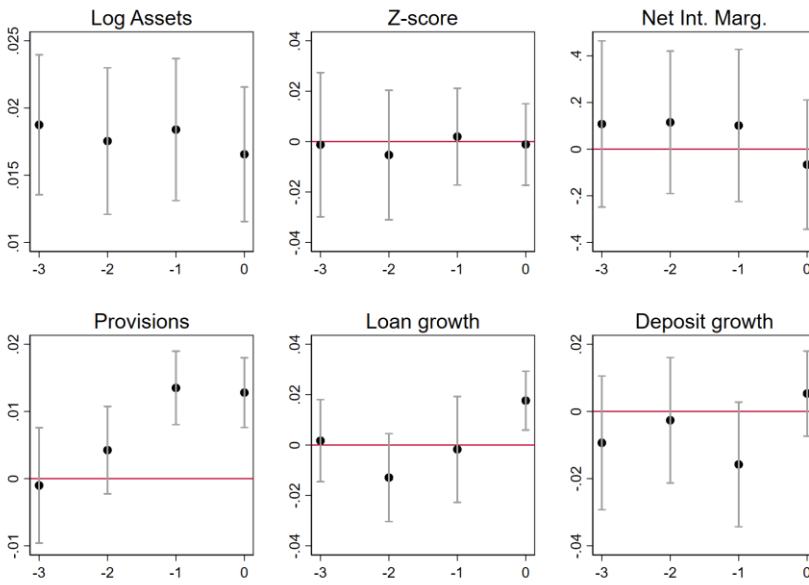 Log Assets
.025
.02
.015
.01
-3 -2 -1 0
Z-score
.04
.02
0
-.02
-.04
-3 -2 -1 0
Net Int. Marg.
.4
.2
0
-.2
-.4
-3 -2 -1 0
Provisions
.02
.01
0
-.01
-3 -2 -1 0
Loan growth
.04
.02
0
-.02
-.04
-3 -2 -1 0
Deposit growth
.02
0
-.02
-.04
-3 -2 -1 0